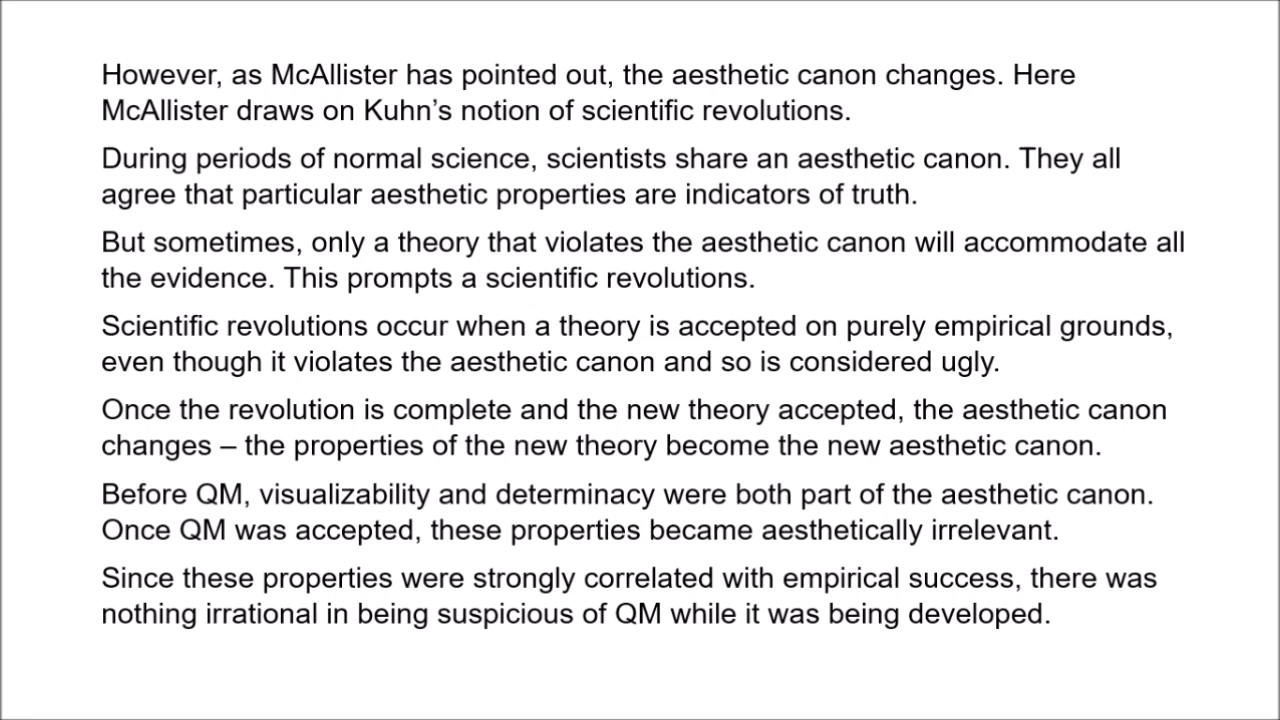 However, as McAllister has pointed out, the aesthetic canon changes. Here
McAllister draws on Kuhn’s notion of scientific revolutions.
During periods of normal science, scientists share an aesthetic canon. They all
agree that particular aesthetic properties are indicators of truth.
But sometimes, only a theory that violates the aesthetic canon will accommodate all
the evidence. This prompts a scientific revolutions.
Scientific revolutions occur when a theory is accepted on purely empirical grounds,
even though it violates the aesthetic canon and so is considered ugly.
Once the revolution is complete and the new theory accepted, the aesthetic canon
changes – the properties of the new theory become the new aesthetic canon.
Before QM, visualizability and determinacy were both part of the aesthetic canon.
Once QM was accepted, these properties became aesthetically irrelevant.
Since these properties were strongly correlated with empirical success, there was
nothing irrational in being suspicious of QM while it was being developed.